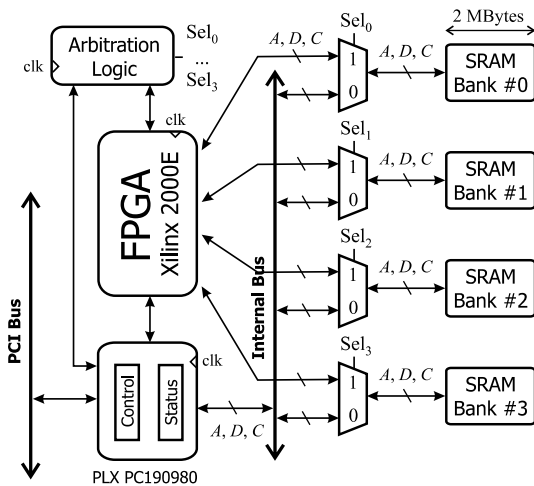 Arbitration
Logic
clk
Sel0
...
Sel3
A, D, C
Sel0
1
0
A, D, C
2 MBytes
SRAM
Bank #0
clk
FPGA
Xilinx 2000E
Sel1
1
0
A, D, C
SRAM
Bank #1
PCI Bus
Internal Bus
Sel2
1
0
A, D, C
SRAM
Bank #2
clk
Control
Status
A, D, C
PLX PC190980
Sel3
1
0
A, D, C
SRAM
Bank #3